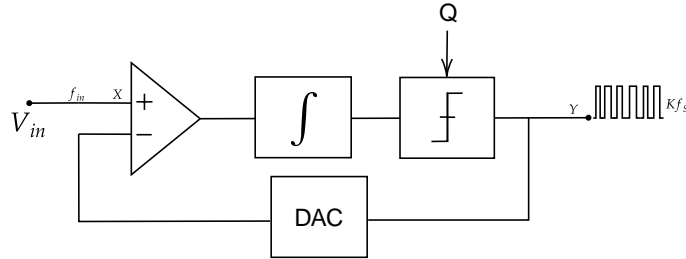 Q
f_in X
+
V_in
−
∫
Y
Kf_s
DAC